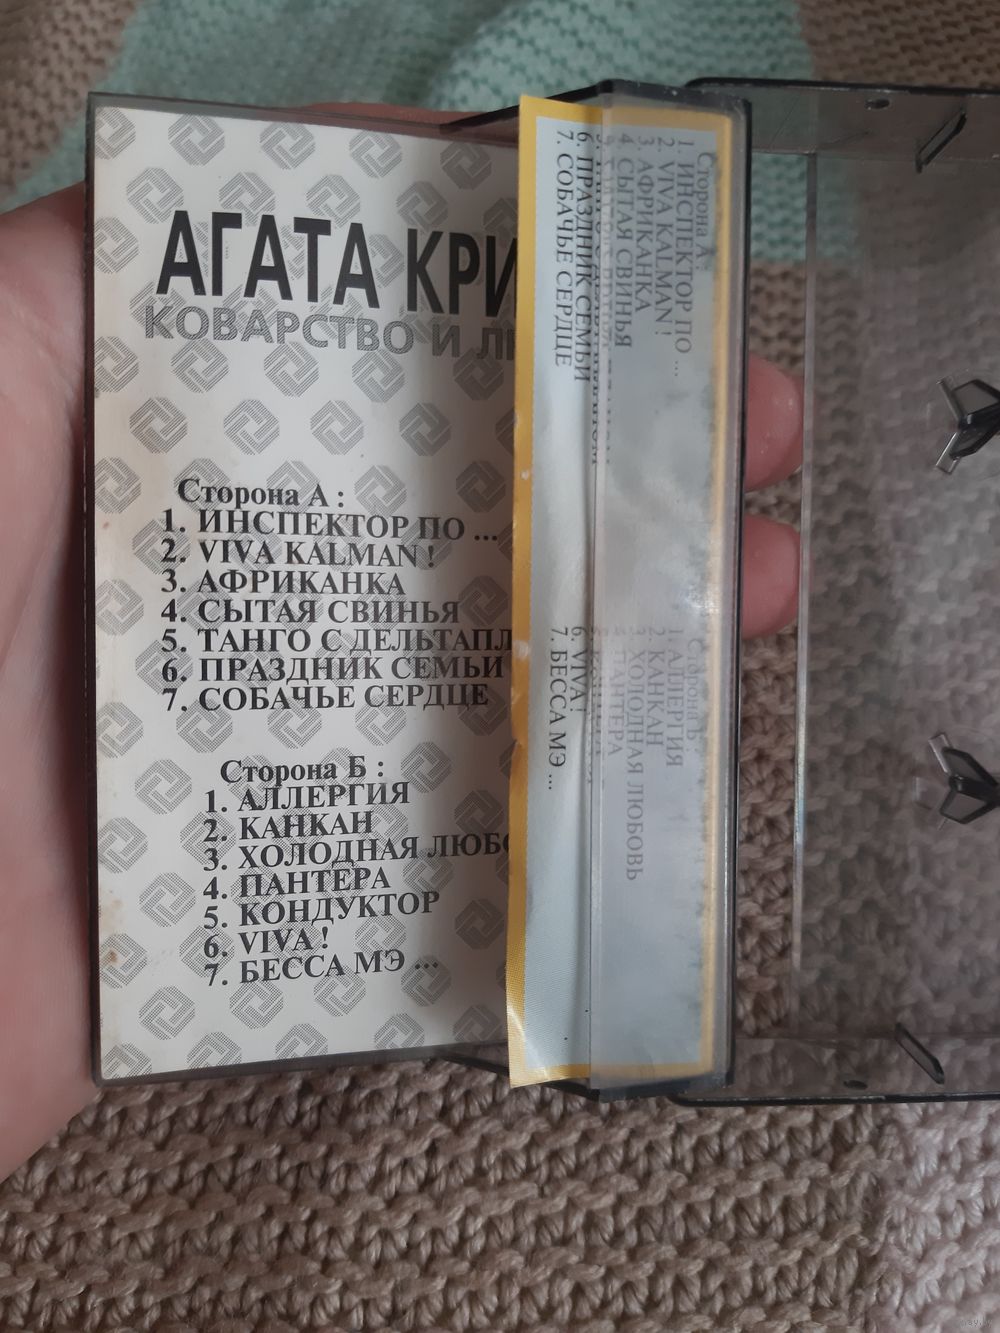 АГАТА КРИ
КОВАРСТВО И Л
Сторона А :
1. ИНСПЕКТОР ПО ...
2. VIVA KALMAN !
3. АФРИКАНКА
4. СЫТАЯ СВИНЬЯ
5. ТАНГО С ДЕЛЬТАПЛ
6. ПРАЗДНИК СЕМЬИ
7. СОБАЧЬЕ СЕРДЦЕ
Сторона Б :
1. АЛЛЕРГИЯ
2. КАНКАН
3. ХОЛОДНАЯ ЛЮБО
4. ПАНТЕРА
5. КОНДУКТОР
6. VIVA !
7. БЕССА МЭ ...
Сторона А :
1. ИНСПЕКТОР ПО ...
2. VIVA KALMAN !
3. АФРИКАНКА
4. СЫТАЯ СВИНЬЯ
6. ПРАЗДНИК СЕМЬИ
7. СОБАЧЬЕ СЕРДЦЕ
Сторона Б :
1. АЛЛЕРГИЯ
2. КАНКАН
3. ХОЛОДНАЯ ЛЮБОВЬ
4. ПАНТЕРА
6. VIVA!
7. БЕССА МЭ ...